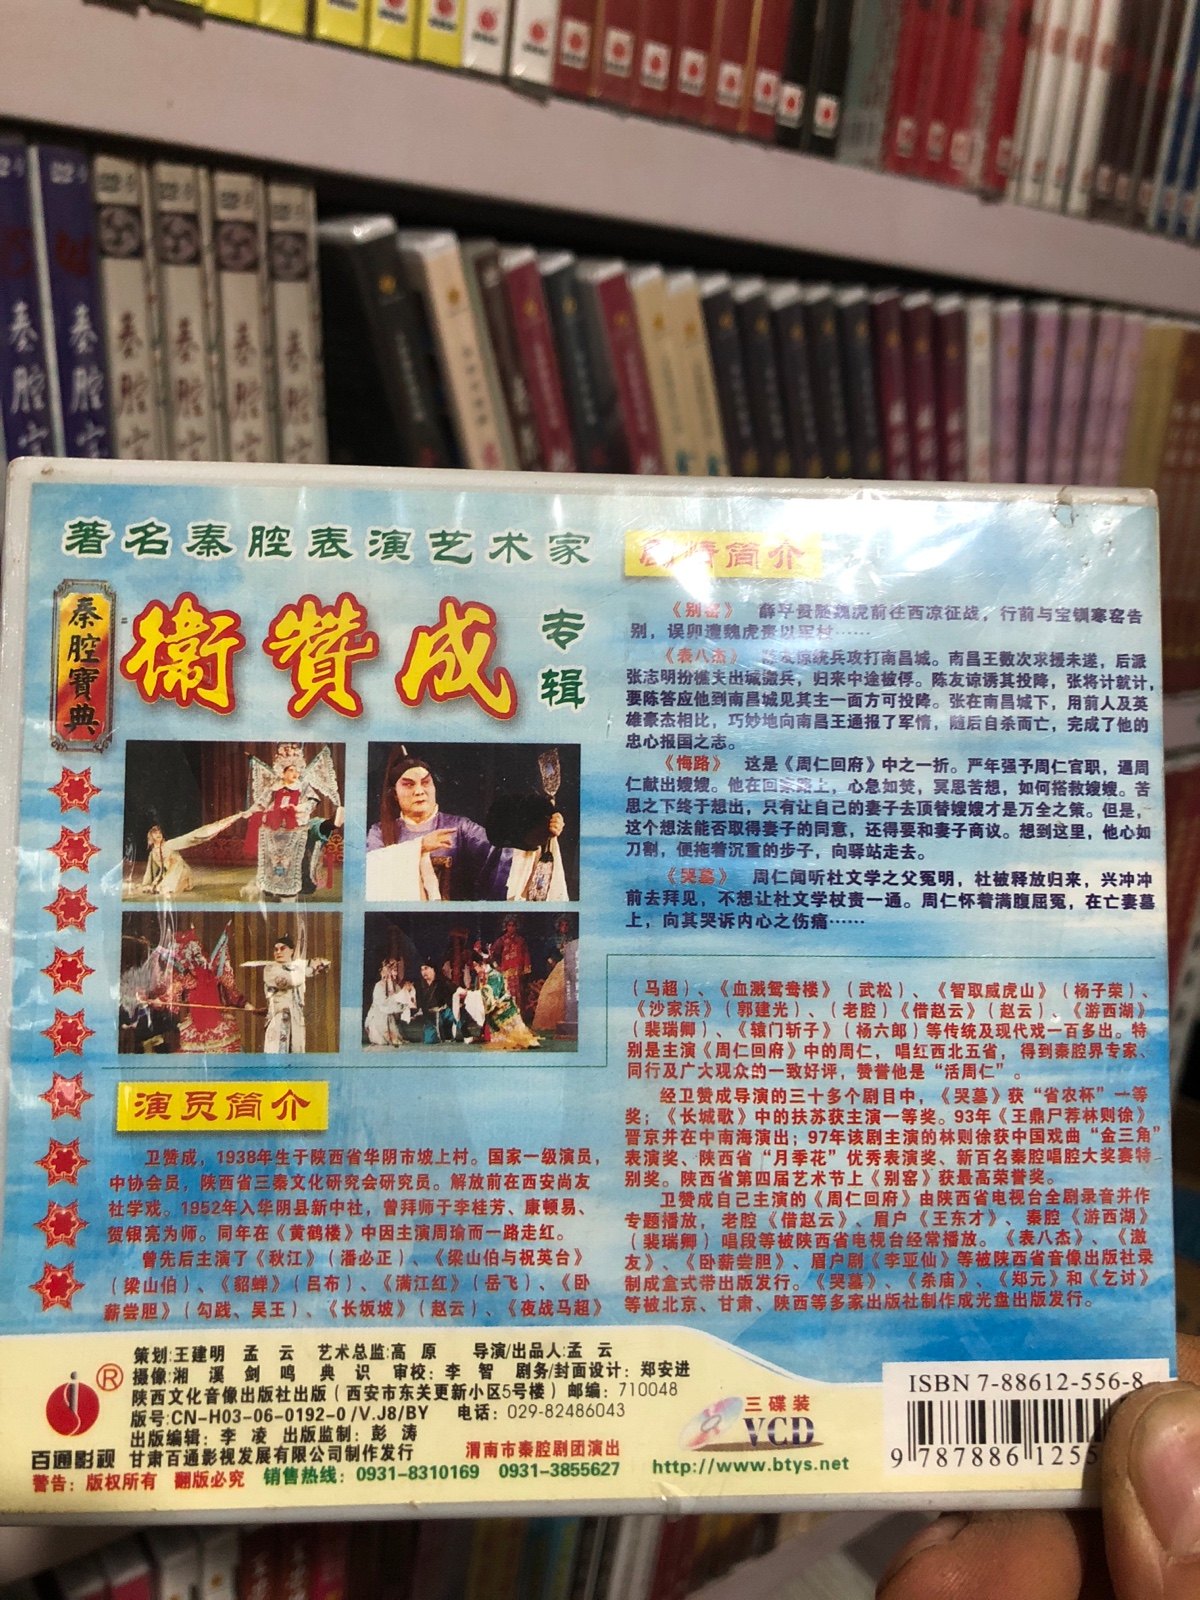 秦腔
秦腔
秦腔
秦腔
秦腔
秦腔
著名秦腔表演艺术家
秦腔寶典
衛贊成
专辑
演员简介
卫赞成，1938年生于陕西省华阴市坡上村。国家一级演员，
中协会员，陕西省三秦文化研究会研究员。解放前在西安尚友
社学戏。1952年入华阴县新中社，曾拜师于李桂芳、康顿易、
贺银亮为师。同年在《黄鹤楼》中因主演周瑜而一路走红。
曾先后主演了《秋江》（潘必正）、《梁山伯与祝英台》
（梁山伯）、《貂蝉》（吕布）、《满江红》（岳飞）、《卧
薪尝胆》（勾践、吴王）、《长坂坡》（赵云）、《夜战马超》
剧情简介
《别窑》 薛平贵随魏虎前往西凉征战，行前与宝钏寒窑告
别，误卯遭魏虎责以军材……
《表八杰》 陈友谅统兵攻打南昌城。南昌王数次求援未遂，后派
张志明扮樵夫出城搬兵，归来中途被俘。陈友谅诱其投降，张将计就计，
要陈答应他到南昌城见其主一面方可投降。张在南昌城下，用前人及英
雄豪杰相比，巧妙地向南昌王通报了军情，随后自杀而亡，完成了他的
忠心报国之志。
《悔路》 这是《周仁回府》中之一折。严年强予周仁官职，逼周
仁献出嫂嫂。他在回家路上，心急如焚，冥思苦想，如何搭救嫂嫂。苦
思之下终于想出，只有让自己的妻子去顶替嫂嫂才是万全之策。但是，
这个想法能否取得妻子的同意，还得要和妻子商议。想到这里，他心如
刀割，便拖着沉重的步子，向驿站走去。
《哭墓》 周仁闻听杜文学之父冤明，杜被释放归来，兴冲冲
前去拜见，不想让杜文学杖责一通。周仁怀着满腹屈冤，在亡妻墓
上，向其哭诉内心之伤痛……
（马超）、《血溅鸳鸯楼》（武松）、《智取威虎山》（杨子荣）、
《沙家浜》（郭建光）、（老腔）《借赵云》（赵云）、《游西湖》
（裴瑞卿）、《辕门斩子》（杨六郎）等传统及现代戏一百多出。特
别是主演《周仁回府》中的周仁，唱红西北五省，得到秦腔界专家、
同行及广大观众的一致好评，赞誉他是“活周仁”。
经卫赞成导演的三十多个剧目中，《哭墓》获“省农杯”一等
奖；《长城歌》中的扶苏获主演一等奖。93年《王鼎尸荐林则徐》
晋京并在中南海演出；97年该剧主演的林则徐获中国戏曲“金三角”
表演奖、陕西省“月季花”优秀表演奖、新百名秦腔唱腔大奖赛特
别奖。陕西省第四届艺术节上《别窑》获最高荣誉奖。
卫赞成自己主演的《周仁回府》由陕西省电视台全剧录音并作
专题播放，老腔《借赵云》、眉户《王东才》、秦腔《游西湖》
（裴瑞卿）唱段等被陕西省电视台经常播放。《表八杰》、《激
友》、《卧薪尝胆》、眉户剧《李亚仙》等被陕西省音像出版社录
制成盒式带出版发行。《哭墓》、《杀庙》、《郑元》和《乞讨》
等被北京、甘肃、陕西等多家出版社制作成光盘出版发行。
®
百通影视
策划:王建明 孟 云 艺术总监:高 原 导演/出品人:孟 云
摄像:湘 溪 剑 鸣 典 识 审校：李 智 剧务/封面设计：郑安进
陕西文化音像出版社出版（西安市东关更新小区5号楼）邮编：710048
版号:CN-H03-06-0192-0/V.J8/BY 电话：029-82486043
出版编辑：李 凌 出版监制：彭 涛
甘肃百通影视发展有限公司制作发行 渭南市秦腔剧团演出
警告：版权所有 翻版必究 销售热线：0931-8310169 0931-3855627
三碟装
VCD
http://www.btys.net
ISBN 7-88612-556-8
9 787886 1255